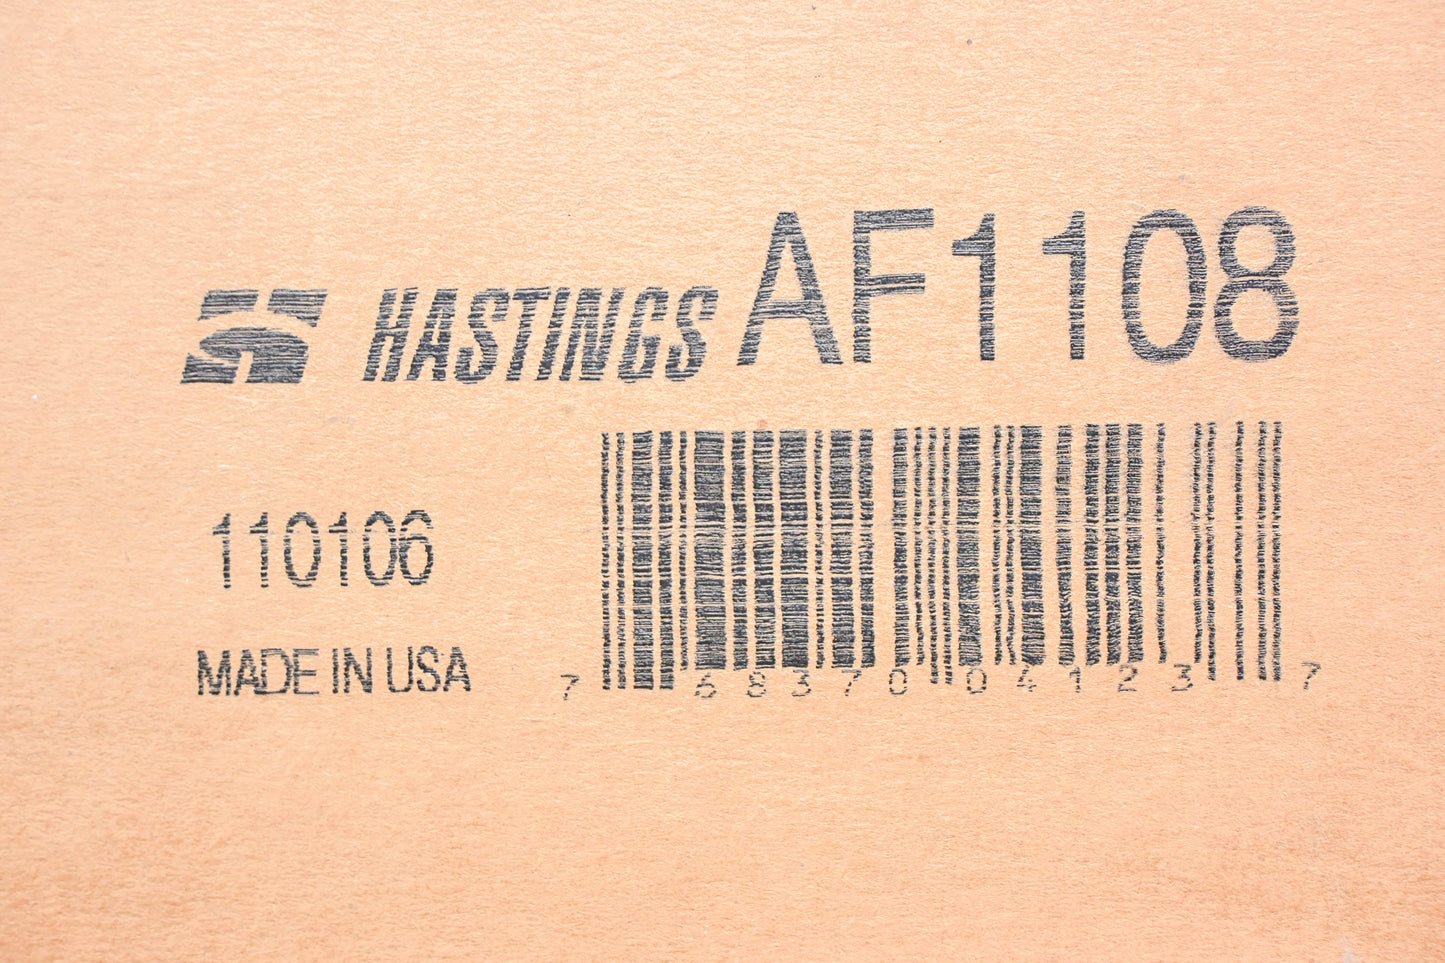 HASTINGS AF1108
110106
MADE IN USA
7 68370 04123 7